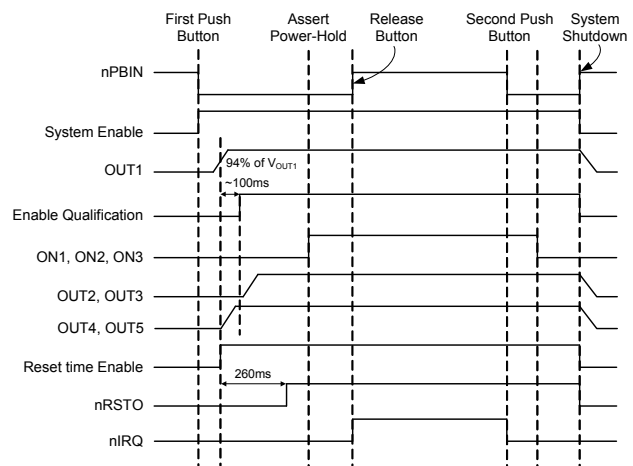 First Push
Button
Assert
Power-Hold
Release
Button
Second Push
Button
System
Shutdown
nPBIN
System Enable
OUT1
94% of VOUT1
~100ms
Enable Qualification
ON1, ON2, ON3
OUT2, OUT3
OUT4, OUT5
Reset time Enable
260ms
nRSTO
nIRQ